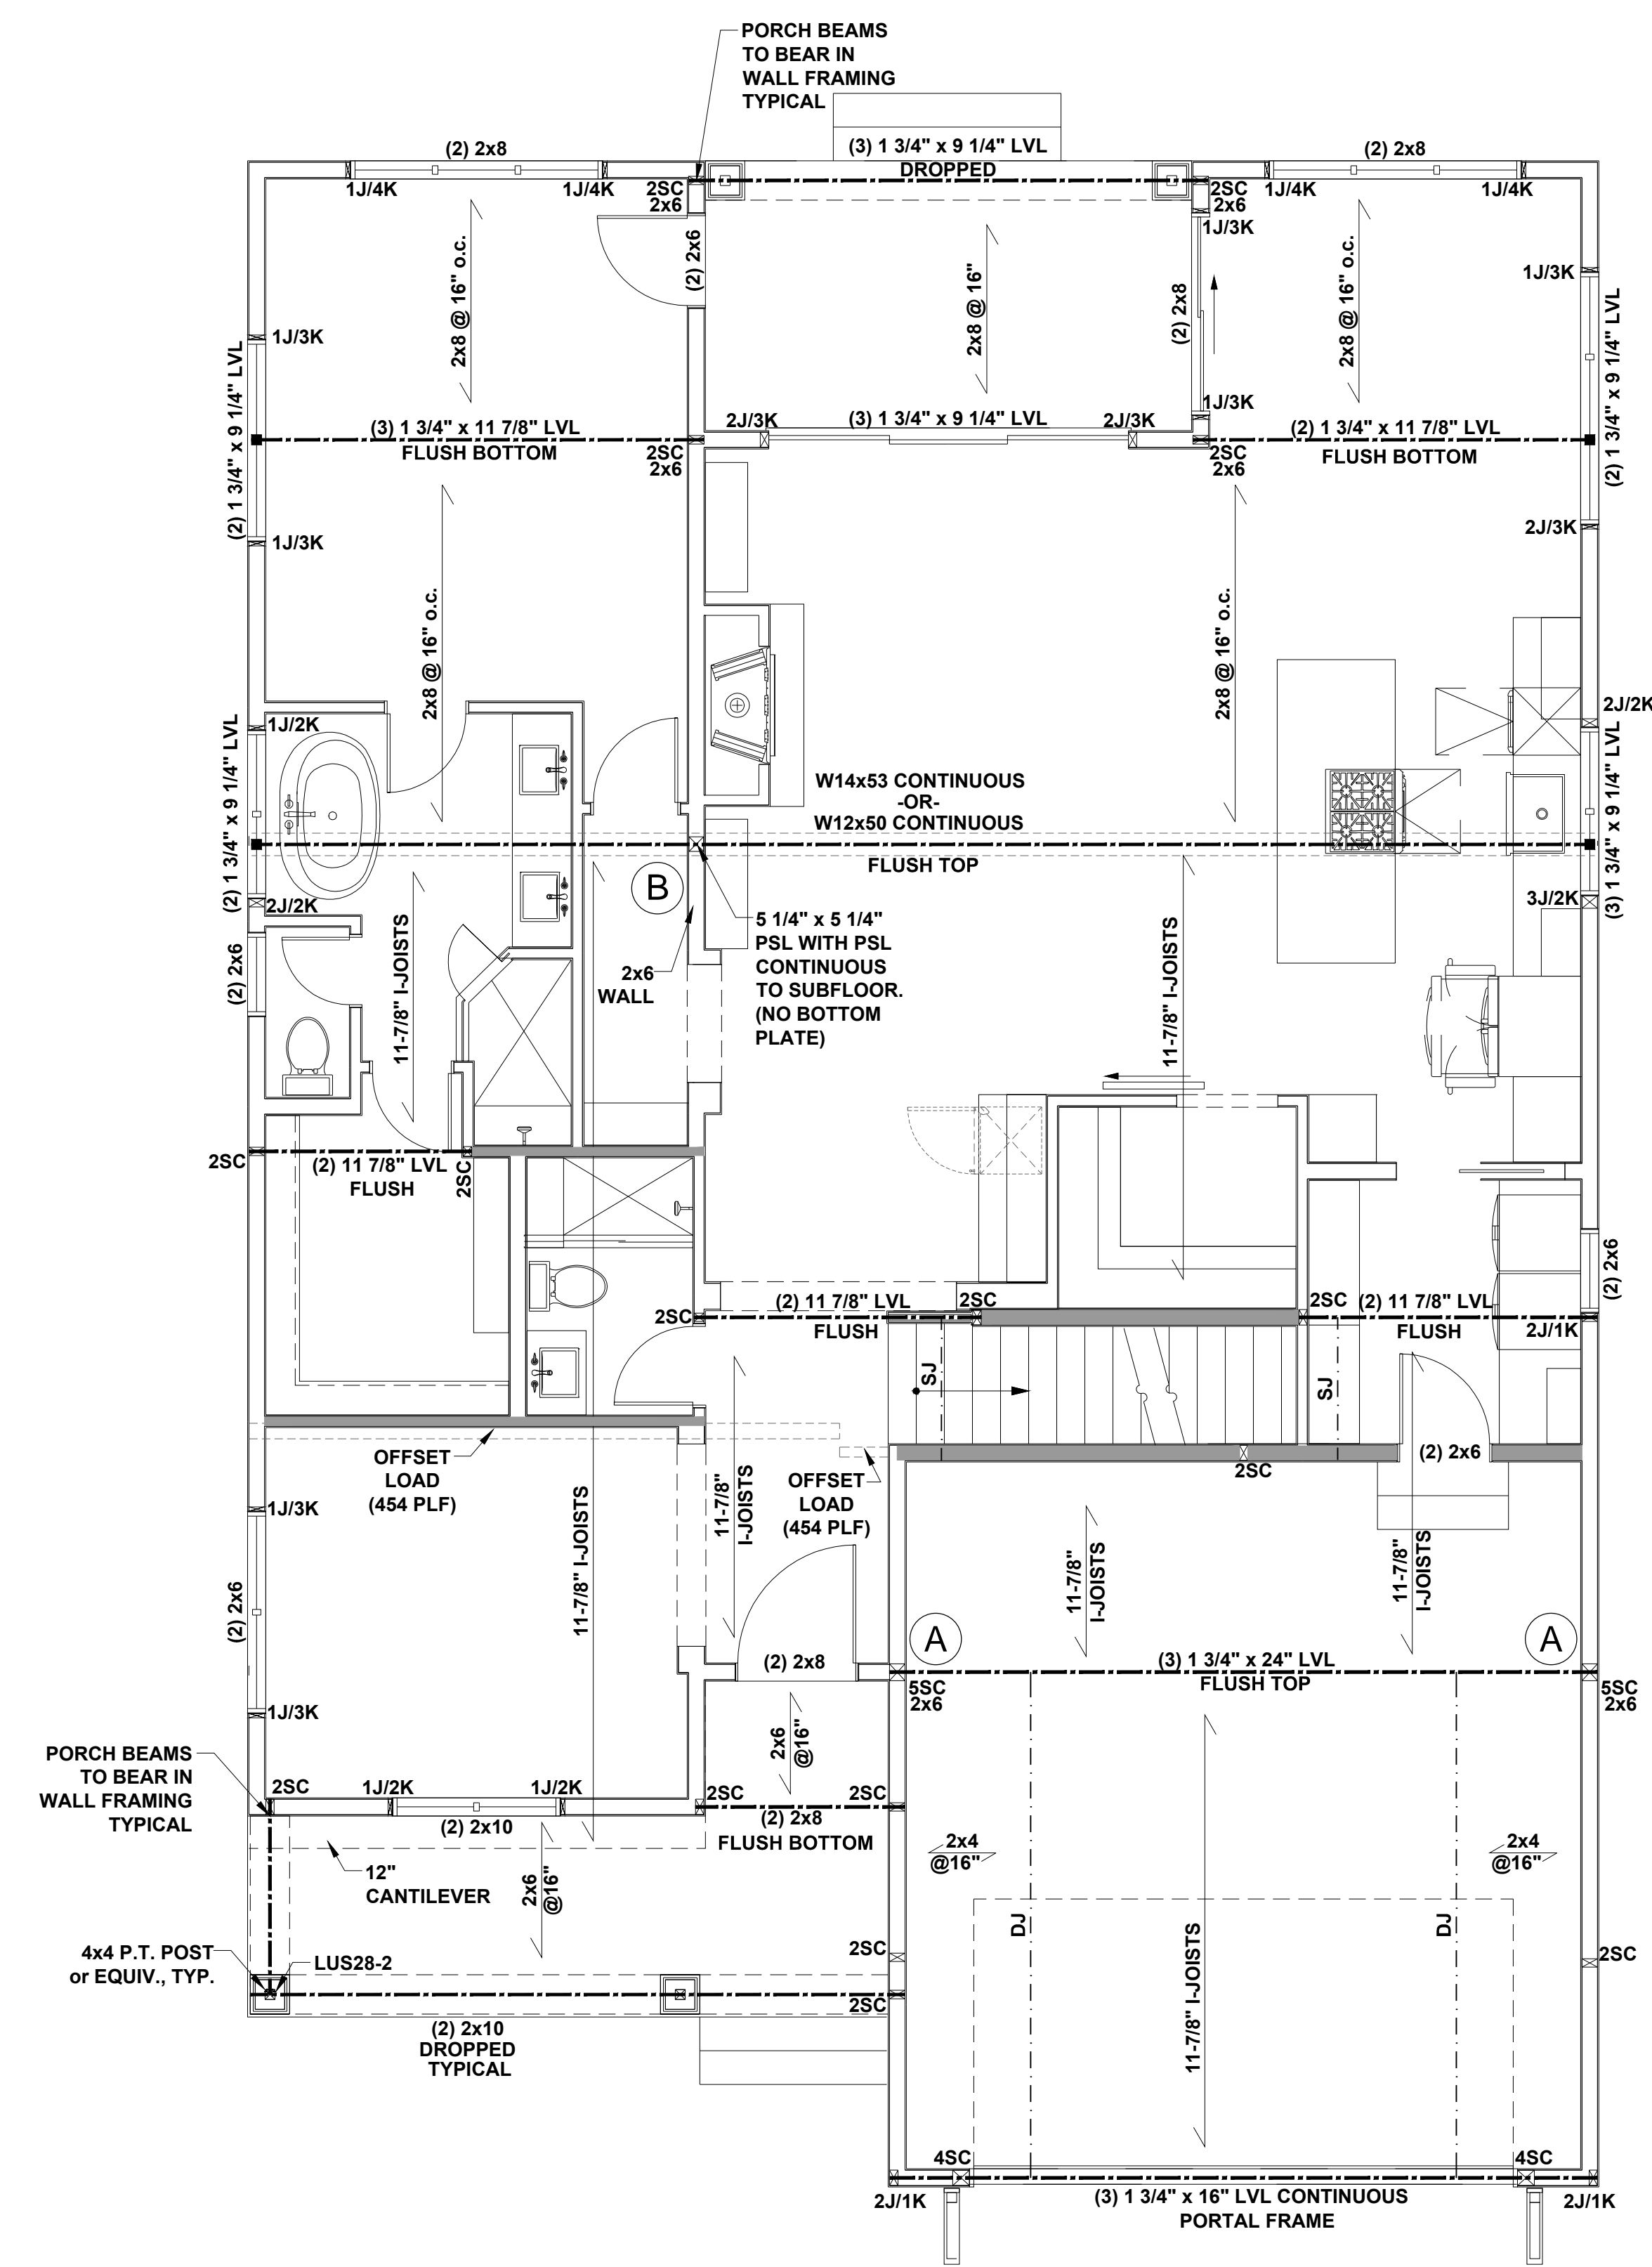 PORCH BEAMS
TO BEAR IN
WALL FRAMING
TYPICAL
(2) 2x8
(3) 1 3/4" x 9 1/4" LVL
DROPPED
(2) 2x8
1J/4K
1J/4K
2SC
2x6
2SC
2x6
1J/4K
1J/4K
1J/3K
2x8 @ 16" o.c.
(2) 2x6
2x8 @ 16"
(2) 2x8
2x8 @ 16" o.c.
1J/3K
(2) 1 3/4" x 9 1/4" LVL
1J/3K
(2) 1 3/4" x 9 1/4" LVL
1J/3K
(3) 1 3/4" x 11 7/8" LVL
FLUSH BOTTOM
2SC
2x6
2J/3K
(3) 1 3/4" x 9 1/4" LVL
2J/3K
2SC
2x6
(2) 1 3/4" x 11 7/8" LVL
FLUSH BOTTOM
1J/3K
2J/3K
2x8 @ 16" o.c.
2x8 @ 16" o.c.
1J/2K
(2) 1 3/4" x 9 1/4" LVL
2J/2K
(3) 1 3/4" x 9 1/4" LVL
W14x53 CONTINUOUS
-OR-
W12x50 CONTINUOUS
FLUSH TOP
B
2J/2K
3J/2K
5 1/4" x 5 1/4"
PSL WITH PSL
CONTINUOUS
TO SUBFLOOR.
(NO BOTTOM
PLATE)
2x6
WALL
(2) 2x6
11-7/8" I-JOISTS
11-7/8" I-JOISTS
2SC
(2) 11 7/8" LVL
FLUSH
2SC
(2) 2x6
2SC
(2) 11 7/8" LVL
FLUSH
2SC
2SC
(2) 11 7/8" LVL
FLUSH
2J/1K
SJ
SJ
OFFSET
LOAD
(454 PLF)
11-7/8"
I-JOISTS
OFFSET
LOAD
(454 PLF)
2SC
(2) 2x6
1J/3K
11-7/8" I-JOISTS
11-7/8"
I-JOISTS
11-7/8"
I-JOISTS
(2) 2x6
A
A
(2) 2x8
(3) 1 3/4" x 24" LVL
FLUSH TOP
5SC
2x6
5SC
2x6
1J/3K
2x6
@16"
PORCH BEAMS
TO BEAR IN
WALL FRAMING
TYPICAL
2SC
1J/2K
1J/2K
2SC
2SC
(2) 2x10
(2) 2x8
FLUSH BOTTOM
2x4
@16"
2x4
@16"
12"
CANTILEVER
2x6
@16"
DJ
DJ
4x4 P.T. POST
or EQUIV., TYP.
LUS28-2
2SC
2SC
2SC
11-7/8" I-JOISTS
(2) 2x10
DROPPED
TYPICAL
4SC
4SC
2J/1K
(3) 1 3/4" x 16" LVL CONTINUOUS
PORTAL FRAME
2J/1K